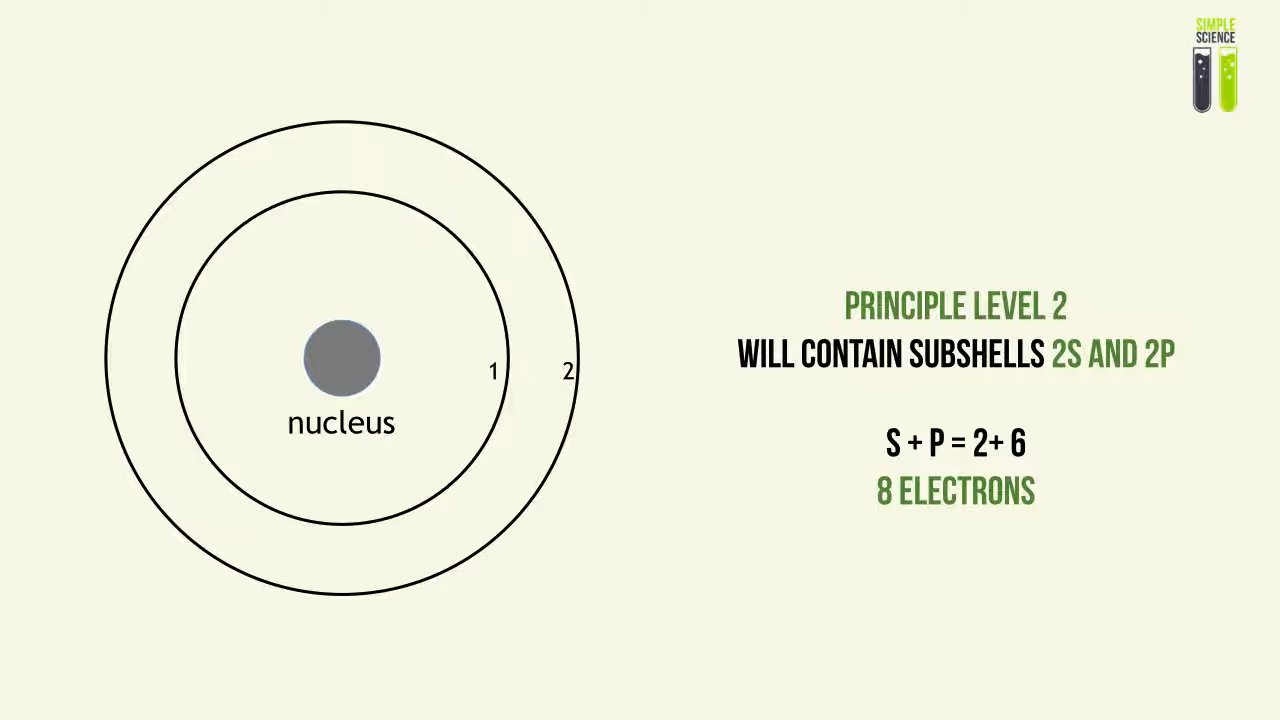 SIMPLE
SCIENCE
1
2
nucleus
PRINCIPLE LEVEL 2
WILL CONTAIN SUBSHELLS 2S AND 2P
S + P = 2+ 6
8 ELECTRONS